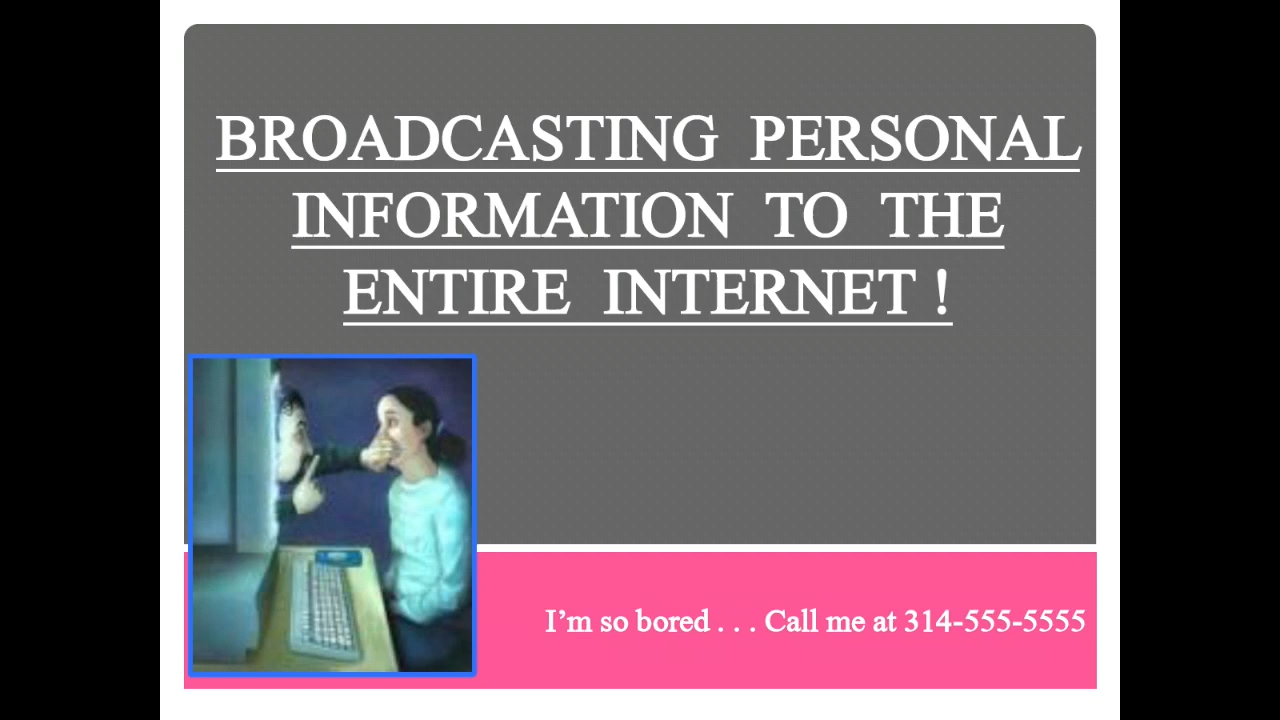 BROADCASTING PERSONAL
INFORMATION TO THE
ENTIRE INTERNET !
I’m so bored . . . Call me at 314-555-5555